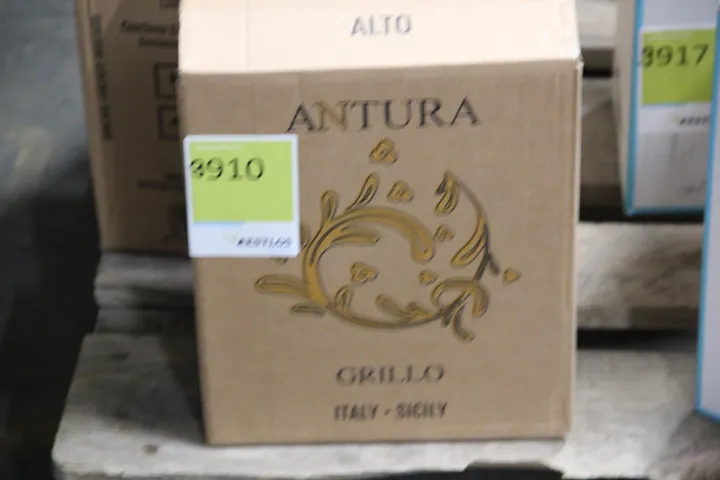 ALTO
ANTURA
3910
3917
GRILLO
ITALY - SICILY